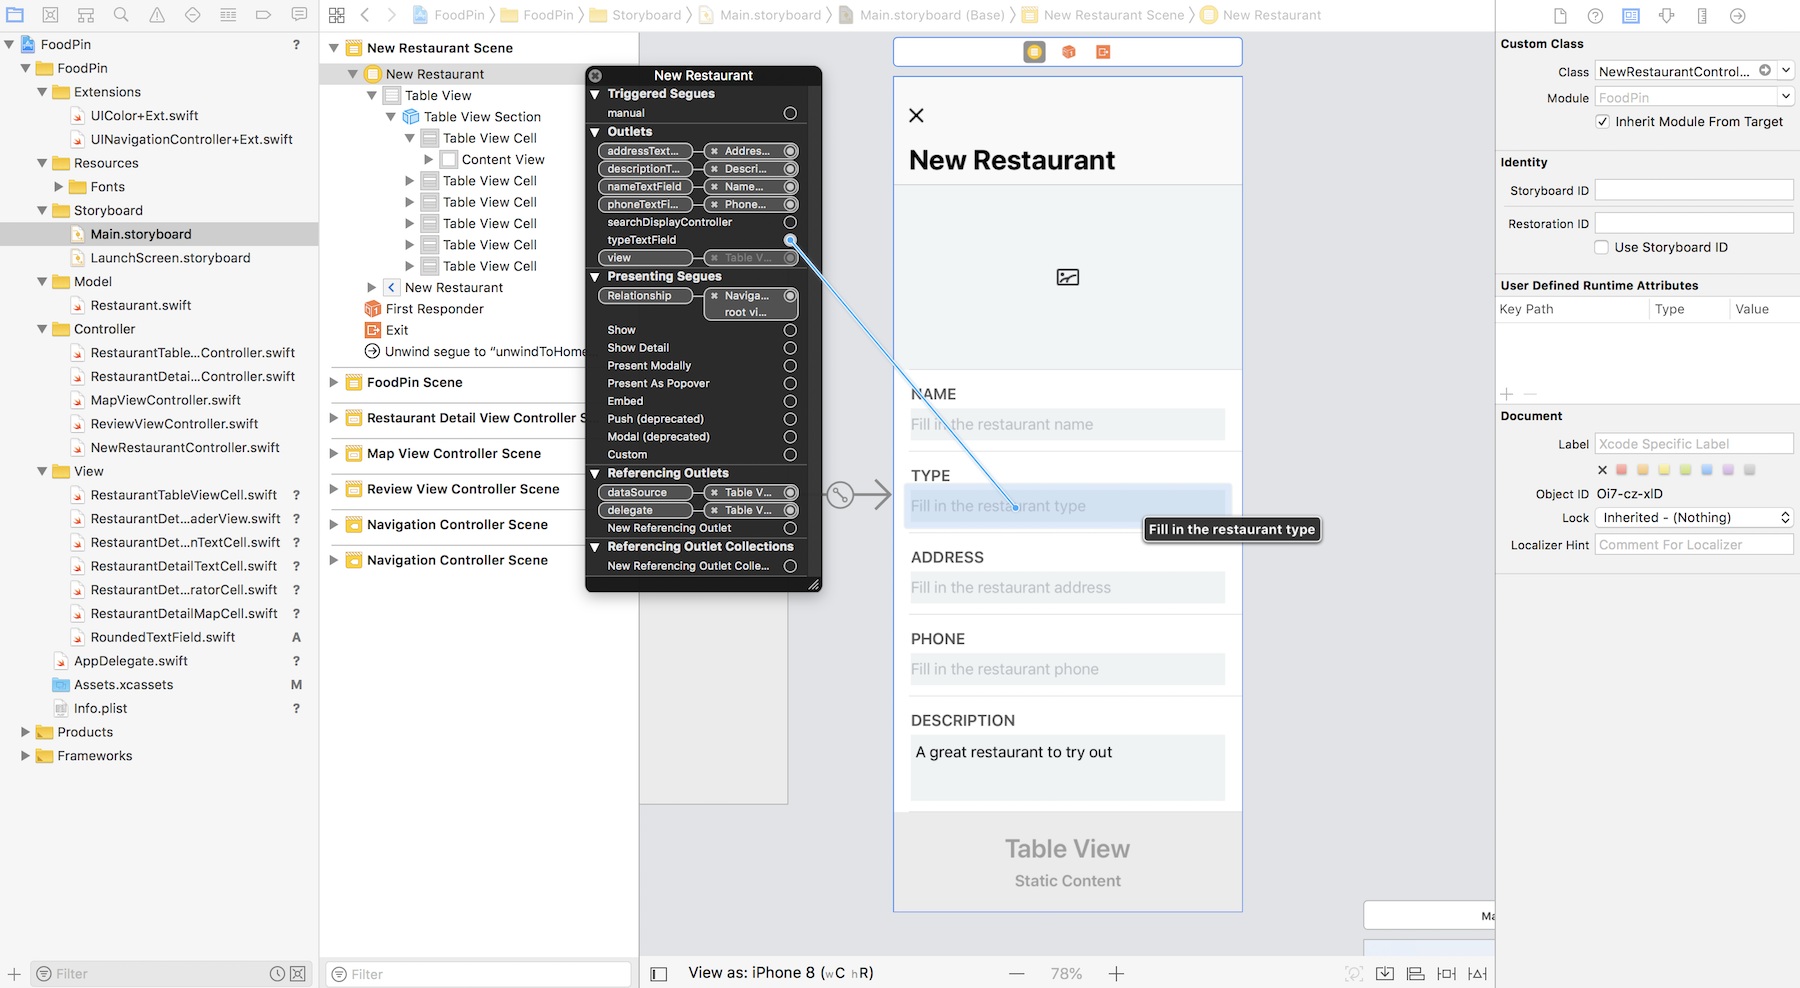 FoodPin
FoodPin
Storyboard
Main.storyboard
Main.storyboard (Base)
New Restaurant Scene
New Restaurant
FoodPin ?
FoodPin
Extensions
UIColor+Ext.swift
UINavigationController+Ext.swift
Resources
Fonts
Storyboard
Main.storyboard
LaunchScreen.storyboard
Model
Restaurant.swift
Controller
RestaurantTable...Controller.swift
RestaurantDetai...Controller.swift
MapViewController.swift
ReviewViewController.swift
NewRestaurantController.swift
View
RestaurantTableViewCell.swift ?
RestaurantDet...aderView.swift ?
RestaurantDet...nTextCell.swift ?
RestaurantDetailTextCell.swift ?
RestaurantDet...ratorCell.swift ?
RestaurantDetailMapCell.swift ?
RoundedTextField.swift A
AppDelegate.swift ?
Assets.xcassets M
Info.plist ?
Products
Frameworks
Filter
New Restaurant Scene
New Restaurant
Table View
Table View Section
Table View Cell
Content View
Table View Cell
Table View Cell
Table View Cell
Table View Cell
Table View Cell
New Restaurant
First Responder
Exit
Unwind segue to "unwindToHome
FoodPin Scene
Restaurant Detail View Controller S
Map View Controller Scene
Review View Controller Scene
Navigation Controller Scene
Navigation Controller Scene
Filter
New Restaurant
Triggered Segues
manual
Outlets
addressText... Addres...
descriptionT... Descri...
nameTextField Name...
phoneTextFi... Phone...
searchDisplayController
typeTextField
view Table V...
Presenting Segues
Relationship Naviga...
root vi...
Show
Show Detail
Present Modally
Present As Popover
Embed
Push (deprecated)
Modal (deprecated)
Custom
Referencing Outlets
dataSource Table V...
delegate Table V...
New Referencing Outlet
Referencing Outlet Collections
New Referencing Outlet Colle...
New Restaurant
NAME
Fill in the restaurant name
TYPE
Fill in the restaurant type
Fill in the restaurant type
ADDRESS
Fill in the restaurant address
PHONE
Fill in the restaurant phone
DESCRIPTION
A great restaurant to try out
Table View
Static Content
Ma
View as: iPhone 8 (wC hR)
78%
Custom Class
Class NewRestaurantControl...
Module FoodPin
Inherit Module From Target
Identity
Storyboard ID
Restoration ID
Use Storyboard ID
User Defined Runtime Attributes
Key Path Type Value
Document
Label Xcode Specific Label
Object ID Oi7-cz-xlD
Lock Inherited - (Nothing)
Localizer Hint Comment For Localizer